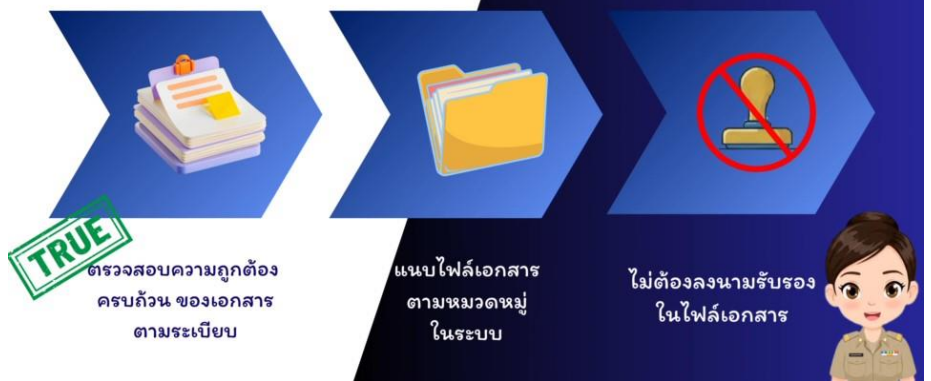 TRUE
ตรวจสอบความถูกต้อง
ครบถ้วน ของเอกสาร
ตามระเบียบ
แนบไฟล์เอกสาร
ตามหมวดหมู่
ในระบบ
ไม่ต้องลงนามรับรอง
ในไฟล์เอกสาร